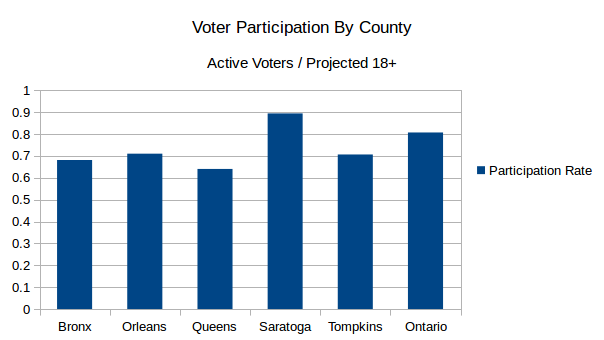 Voter Participation By County
Active Voters / Projected 18+
1
0.9
0.8
0.7
0.6
0.5
0.4
0.3
0.2
0.1
0
Participation Rate
Bronx Orleans Queens Saratoga Tompkins Ontario